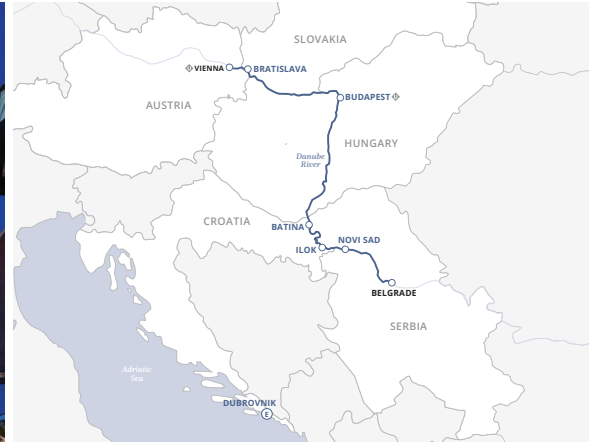 SLOVAKIA
VIENNA
BRATISLAVA
BUDAPEST
AUSTRIA
HUNGARY
Danube
River
CROATIA
BATINA
NOVI SAD
ILOK
BELGRADE
SERBIA
Adriatic
Sea
DUBROVNIK
E